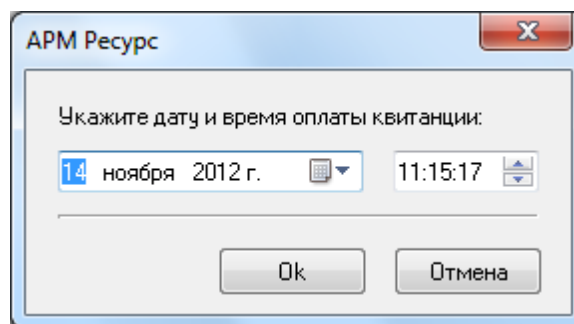 АРМ Ресурс
Укажите дату и время оплаты квитанции:
14 ноября 2012 г. 11:15:17
Ok Отмена